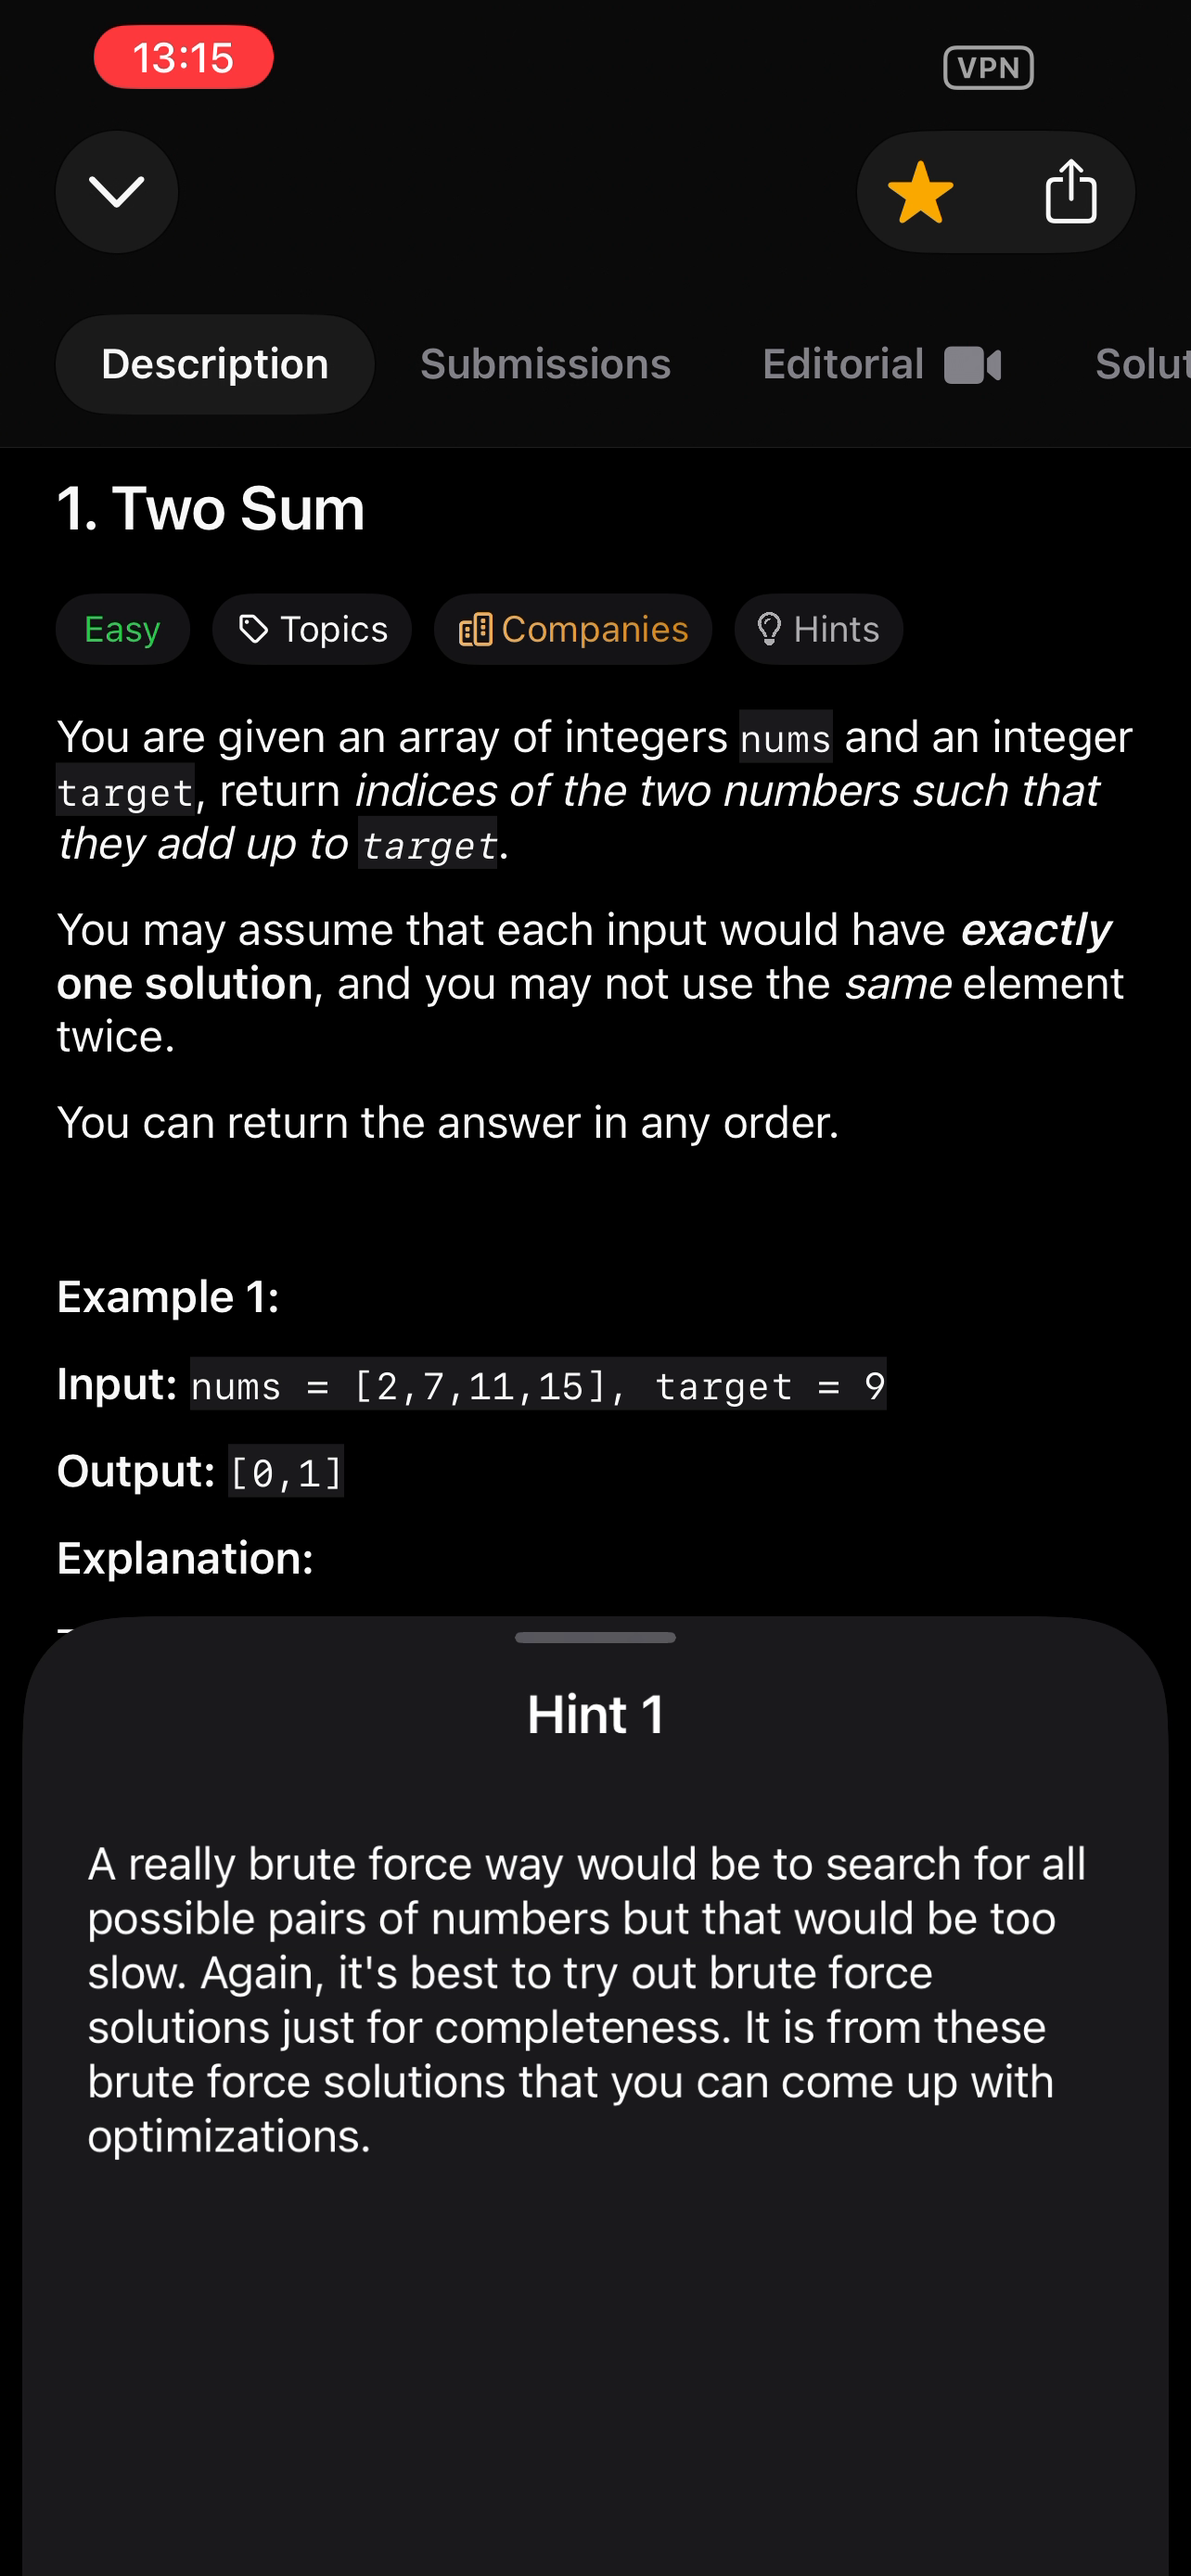 13:15
VPN
Description Submissions Editorial Solut
1. Two Sum
Easy Topics Companies Hints
You are given an array of integers nums and an integer
target, return indices of the two numbers such that
they add up to target.
You may assume that each input would have exactly
one solution, and you may not use the same element
twice.
You can return the answer in any order.
Example 1:
Input: nums = [2,7,11,15], target = 9
Output: [0,1]
Explanation:
Hint 1
A really brute force way would be to search for all
possible pairs of numbers but that would be too
slow. Again, it's best to try out brute force
solutions just for completeness. It is from these
brute force solutions that you can come up with
optimizations.